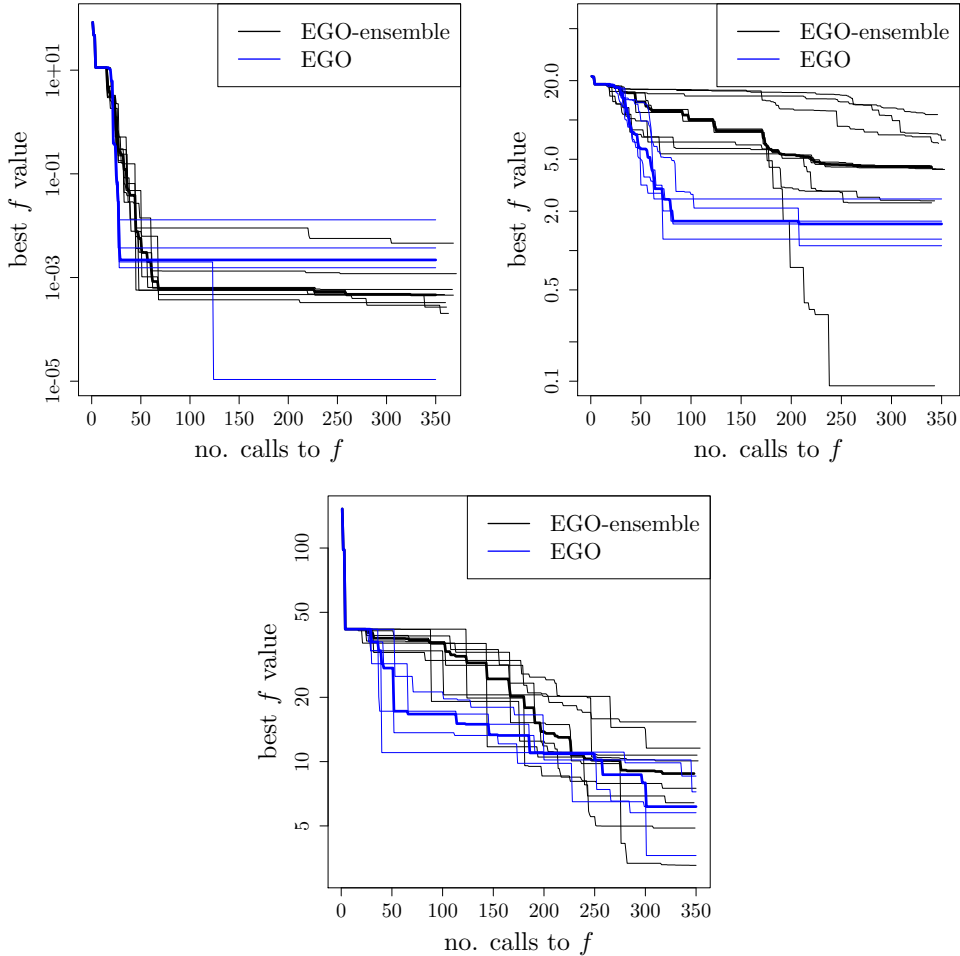 EGO-ensemble
EGO
best f value
1e+01
1e-01
1e-03
1e-05
0 50 100 150 200 250 300 350
no. calls to f
EGO-ensemble
EGO
best f value
20.0
5.0
2.0
0.5
0.1
0 50 100 150 200 250 300 350
no. calls to f
EGO-ensemble
EGO
best f value
100
50
20
10
5
0 50 100 150 200 250 300 350
no. calls to f